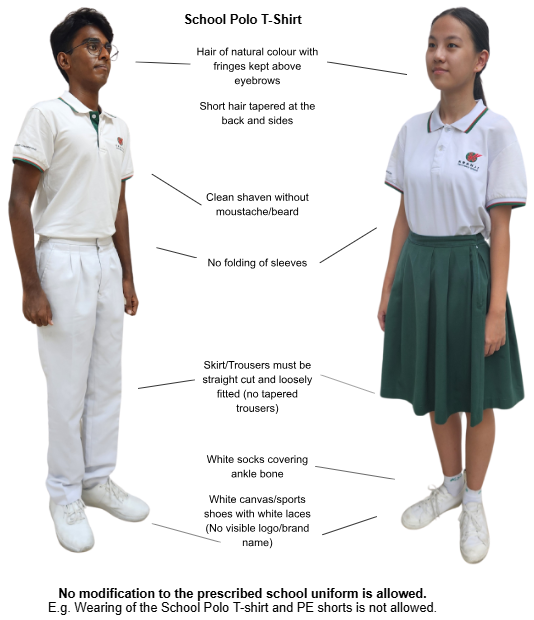 School Polo T-Shirt
Hair of natural colour with
fringes kept above
eyebrows
Short hair tapered at the
back and sides
Clean shaven without
moustache/beard
No folding of sleeves
Skirt/Trousers must be
straight cut and loosely
fitted (no tapered
trousers)
White socks covering
ankle bone
White canvas/sports
shoes with white laces
(No visible logo/brand
name)
No modification to the prescribed school uniform is allowed.
E.g. Wearing of the School Polo T-shirt and PE shorts is not allowed.